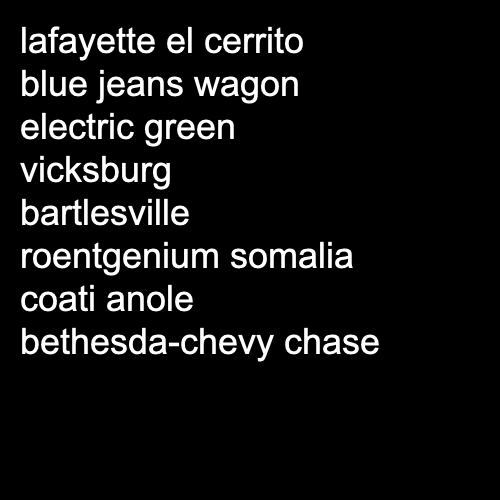 lafayette el cerrito
blue jeans wagon
electric green
vicksburg
bartlesville
roentgenium somalia
coati anole
bethesda-chevy chase